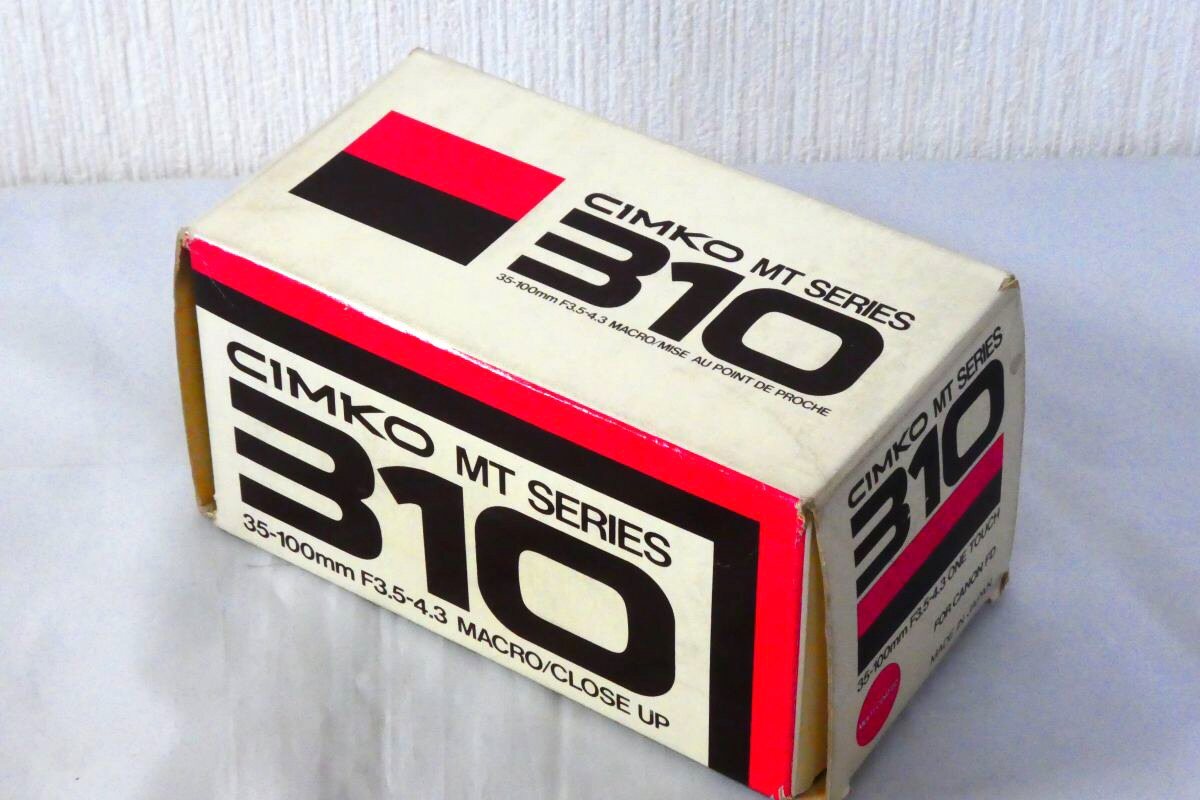 CIMKO MT SERIES
310
35-100mm F3.5-4.3 MACRO/MISE AU POINT DE PROCHE
CIMKO MT SERIES
310
35-100mm F3.5-4.3 MACRO/CLOSE UP
CIMKO MT SERIES
310
35-100mm F3.5-4.3 ONE TOUCH
FOR CANON FD
MADE IN JAPAN